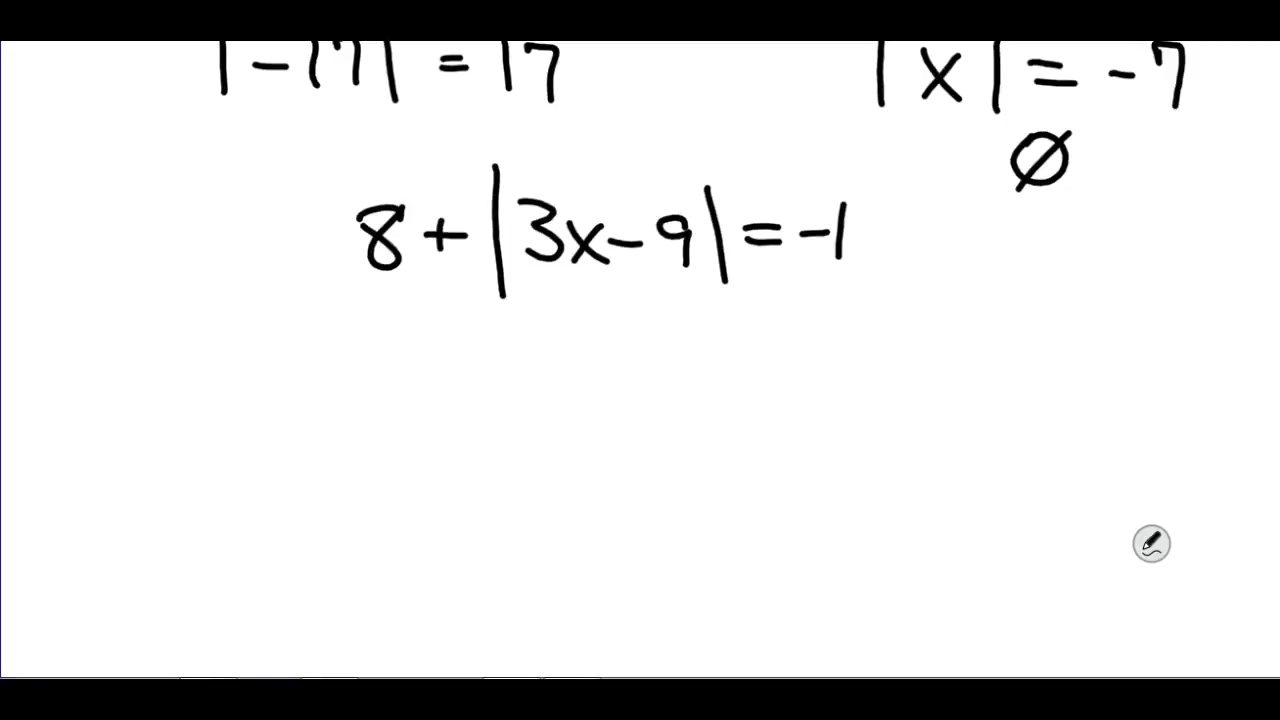 |-17| = 17
|x| = -7
∅
8 + |3x - 9| = -1